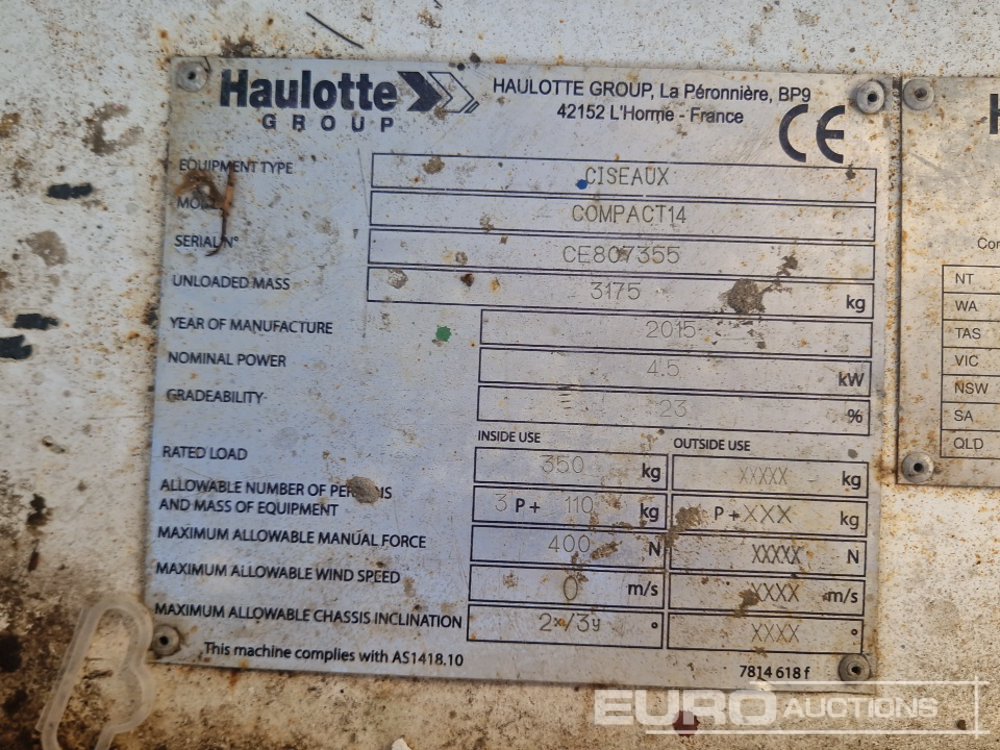 Haulotte
GROUP
HAULOTTE GROUP, La Péronnière, BP9
42152 L'Horme - France
CE
EQUIPMENT TYPE CISEAUX
COMPACT14
SERIAL N° CE807355
UNLOADED MASS 3175 kg
YEAR OF MANUFACTURE 2015
NOMINAL POWER 4.5 kW
GRADEABILITY 23 %
INSIDE USE OUTSIDE USE
RATED LOAD 350 kg XXXXX kg
ALLOWABLE NUMBER OF PERSONS
AND MASS OF EQUIPMENT 3 P + 110 kg P + XXX kg
MAXIMUM ALLOWABLE MANUAL FORCE 400 N XXXXX N
MAXIMUM ALLOWABLE WIND SPEED 0 m/s XXXX m/s
MAXIMUM ALLOWABLE CHASSIS INCLINATION 2x/3y ° XXXX °
This machine complies with AS1418.10
7814 618 f
NT
WA
TAS
VIC
NSW
SA
QLD
EURO AUCTIONS